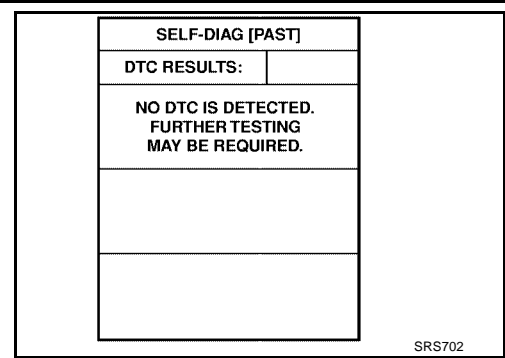 SELF-DIAG [PAST]
DTC RESULTS:
NO DTC IS DETECTED.
FURTHER TESTING
MAY BE REQUIRED.
SRS702